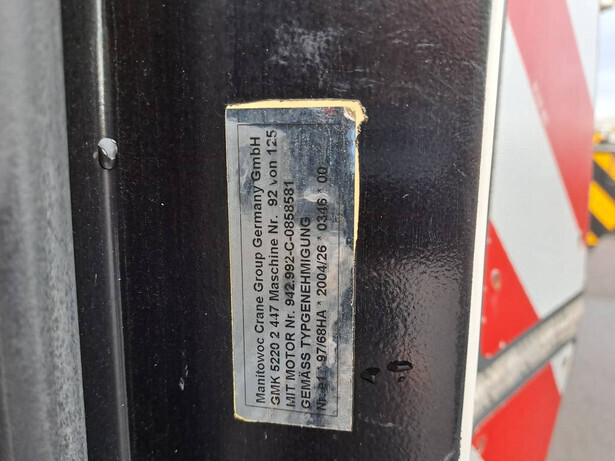 Manitowoc Crane Group Germany GmbH
GMK 5220 2 447 Maschine Nr. 92 von 125
MIT MOTOR Nr. 942.992-C-0858581
GEMÄSS TYPGENEHMIGUNG
Nr. e1 * 97/68HA * 2004/26 * 0346 * 00